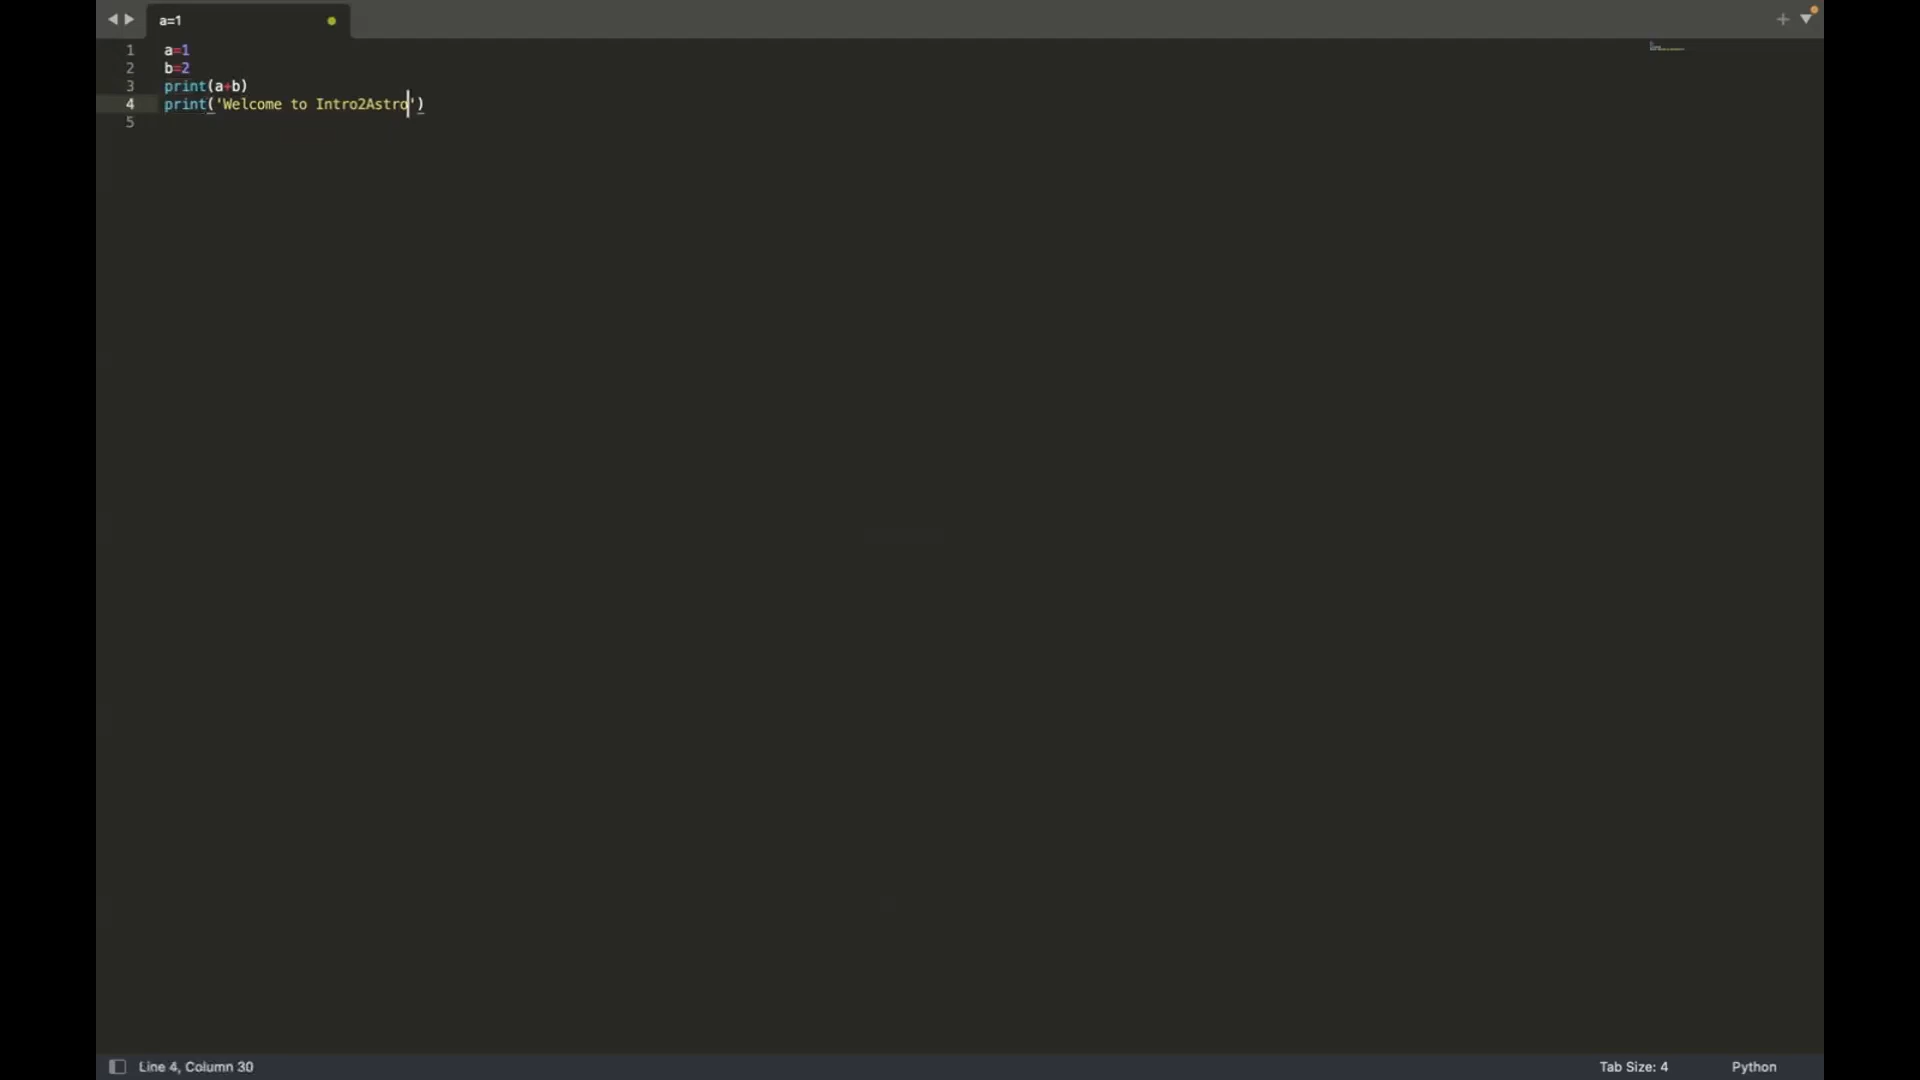 a=1
1 a=1
2 b=2
3 print(a+b)
4 print('Welcome to Intro2Astro')
5
Line 4, Column 30 Tab Size: 4 Python